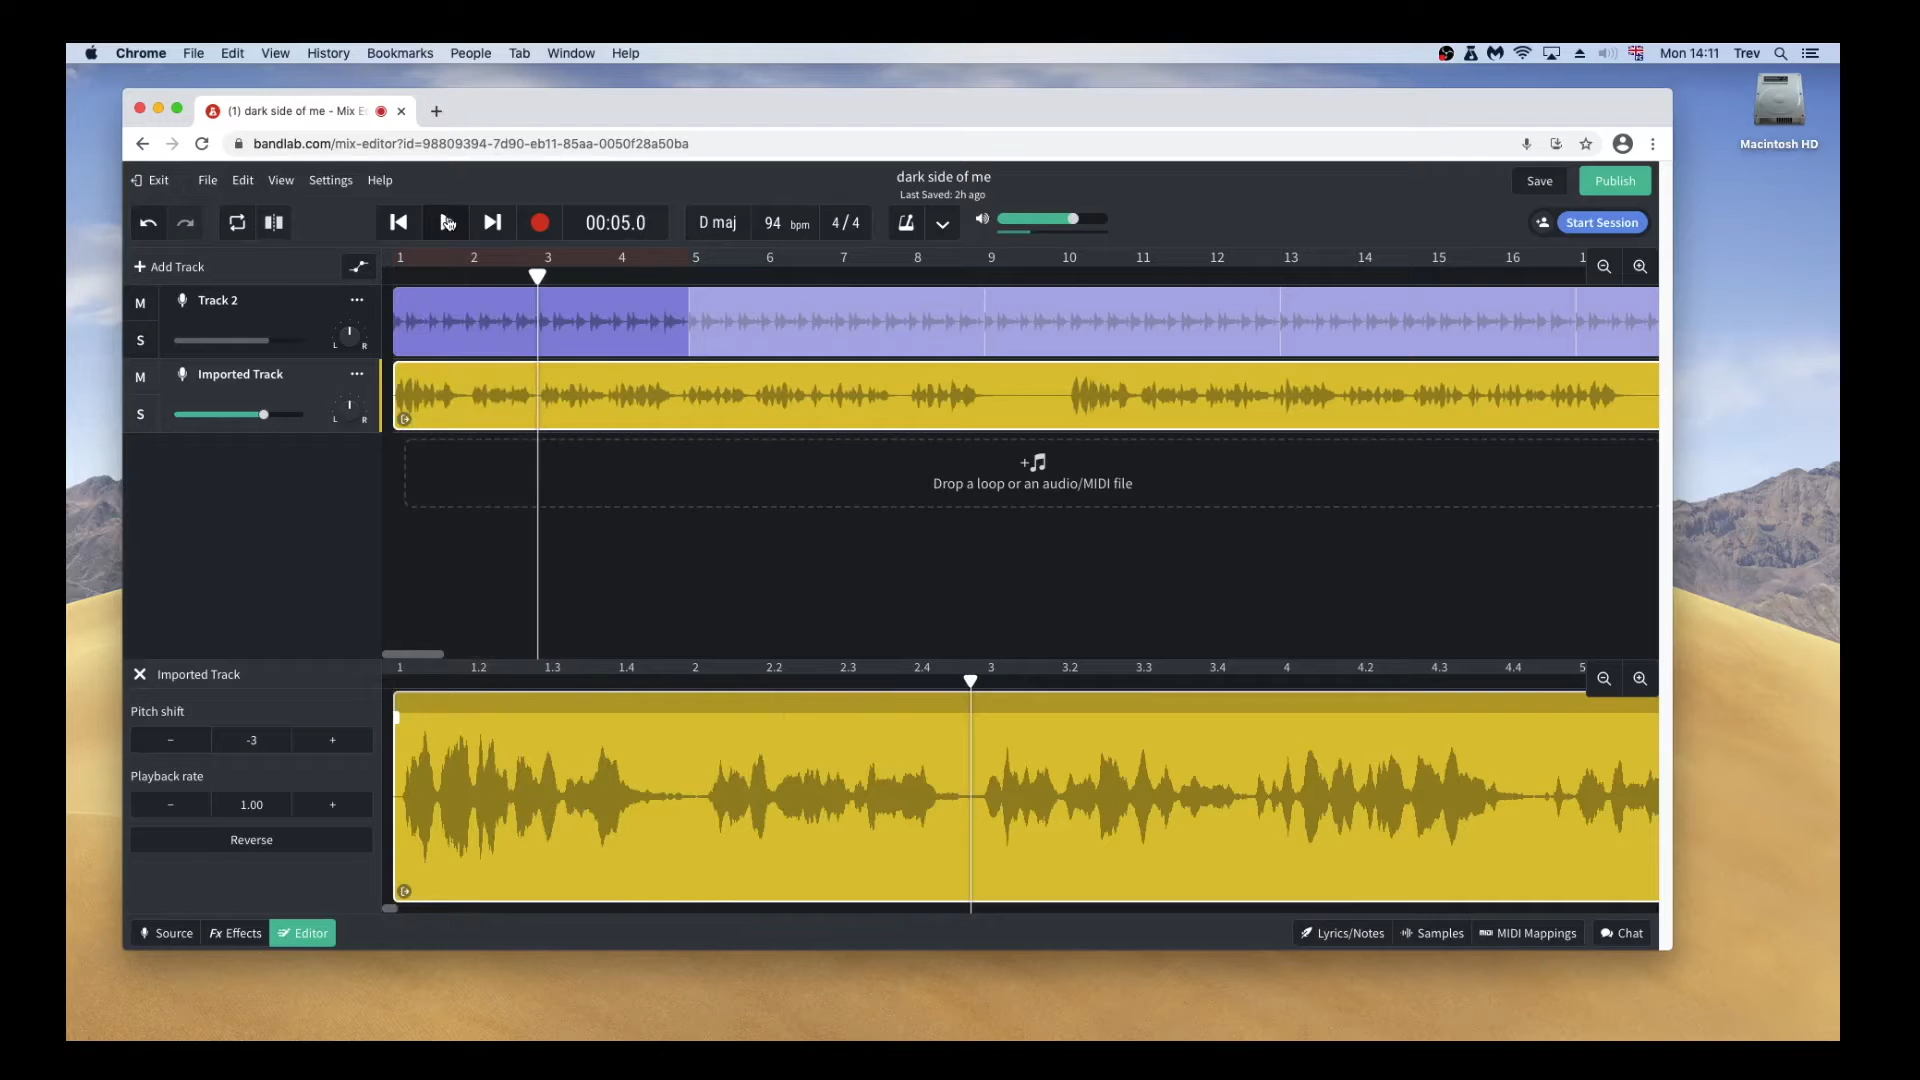 Chrome File Edit View History Bookmarks People Tab Window Help Mon 14:11 Trev
Macintosh HD
(1) dark side of me - Mix E
bandlab.com/mix-editor?id=98809394-7d90-eb11-85aa-0050f28a50ba
Exit File Edit View Settings Help dark side of me Save Publish
Last Saved: 2h ago
00:05.0 D maj 94 bpm 4 / 4 Start Session
+ Add Track 1 2 3 4 5 6 7 8 9 10 11 12 13 14 15 16 1
M Track 2
S L R
M Imported Track
S L R
Drop a loop or an audio/MIDI file
Imported Track 1 1.2 1.3 1.4 2 2.2 2.3 2.4 3 3.2 3.3 3.4 4 4.2 4.3 4.4 5
Pitch shift
- -3 +
Playback rate
- 1.00 +
Reverse
Source Fx Effects Editor Lyrics/Notes Samples MIDI MIDI Mappings Chat